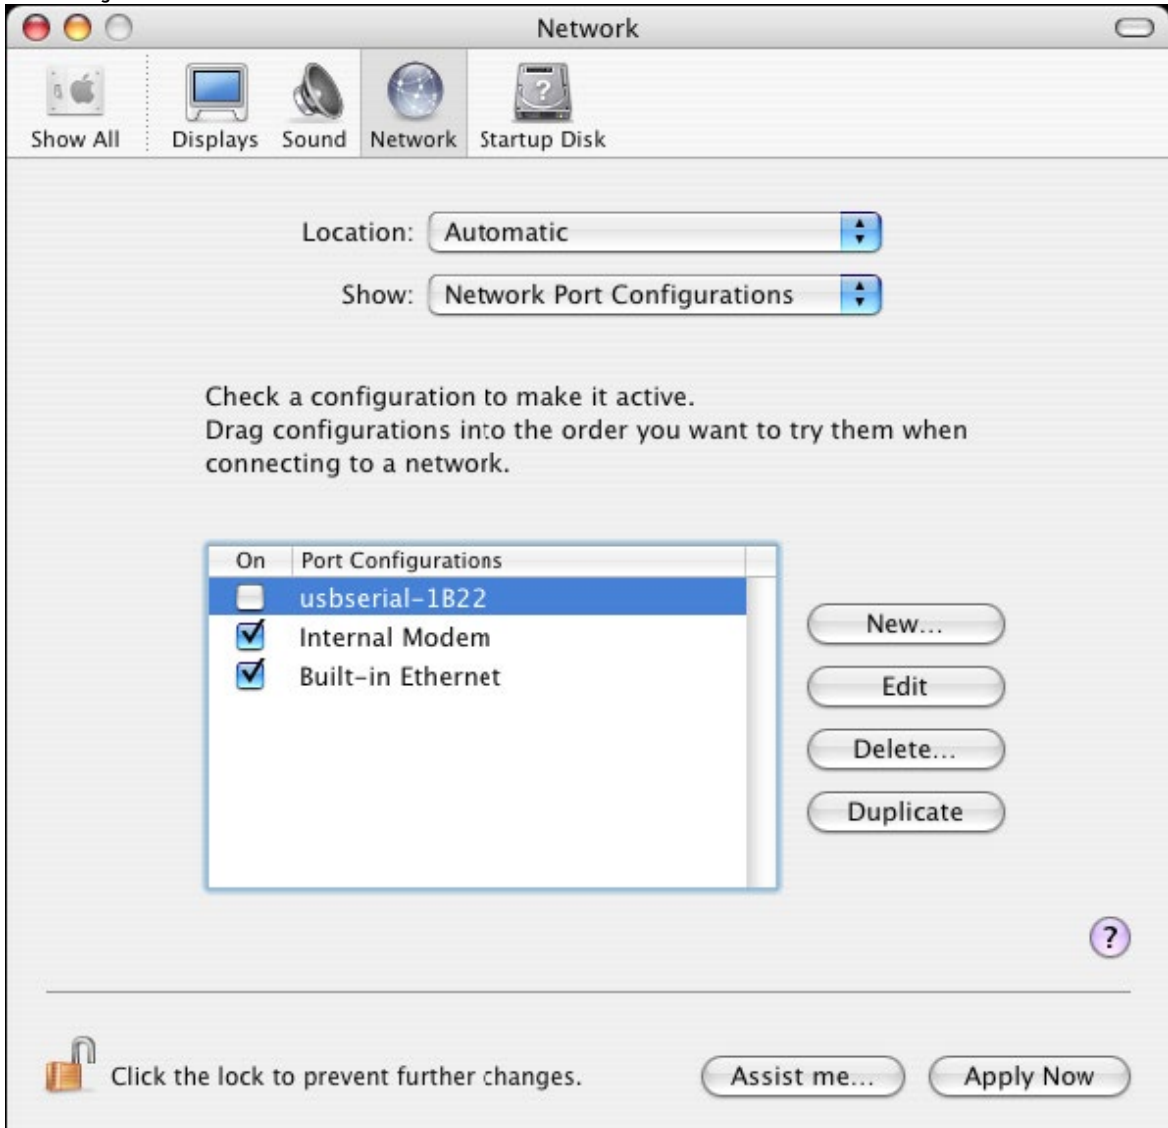 Network
Show All
Displays
Sound
Network
Startup Disk
Location: Automatic
Show: Network Port Configurations
Check a configuration to make it active.
Drag configurations into the order you want to try them when
connecting to a network.
On Port Configurations
usbserial-1B22
Internal Modem
Built-in Ethernet
New...
Edit
Delete...
Duplicate
?
Click the lock to prevent further changes.
Assist me...
Apply Now